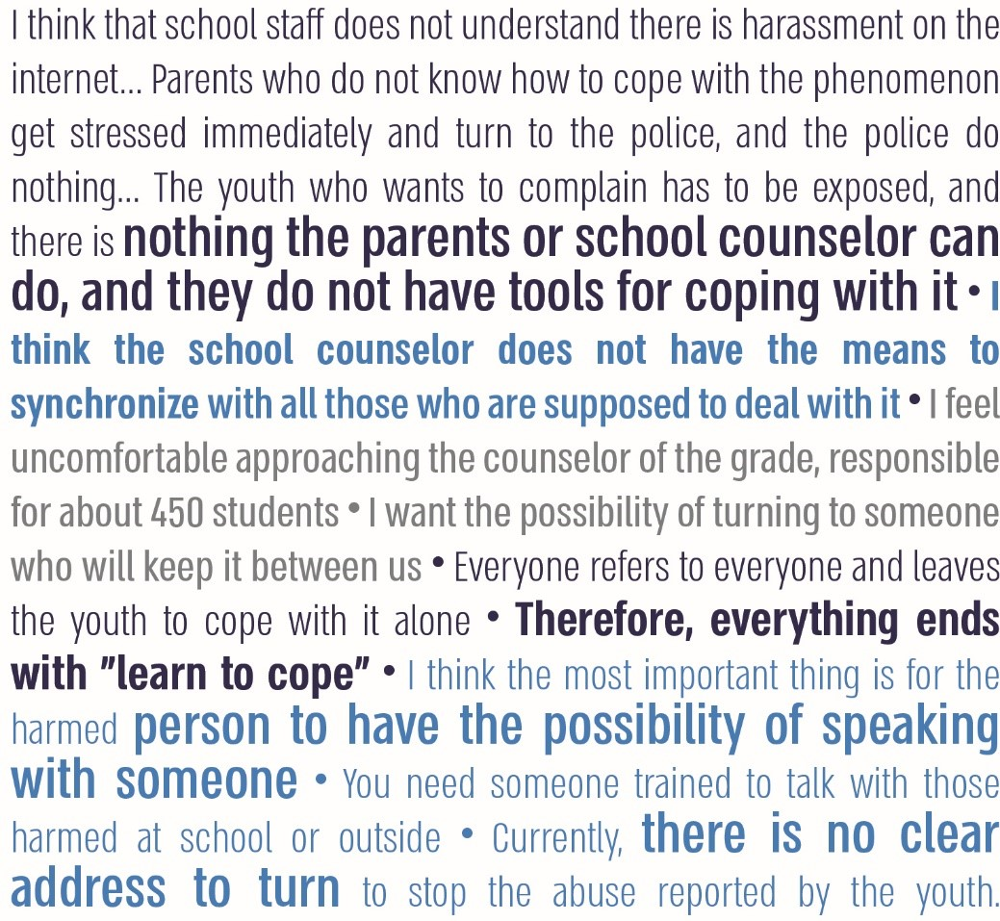 I think that school staff does not understand there is harassment on the
internet... Parents who do not know how to cope with the phenomenon
get stressed immediately and turn to the police, and the police do
nothing... The youth who wants to complain has to be exposed, and
there is nothing the parents or school counselor can
do, and they do not have tools for coping with it • I
think the school counselor does not have the means to
synchronize with all those who are supposed to deal with it • I feel
uncomfortable approaching the counselor of the grade, responsible
for about 450 students • I want the possibility of turning to someone
who will keep it between us • Everyone refers to everyone and leaves
the youth to cope with it alone • Therefore, everything ends
with ”learn to cope” • I think the most important thing is for the
harmed person to have the possibility of speaking
with someone • You need someone trained to talk with those
harmed at school or outside • Currently, there is no clear
address to turn to stop the abuse reported by the youth.